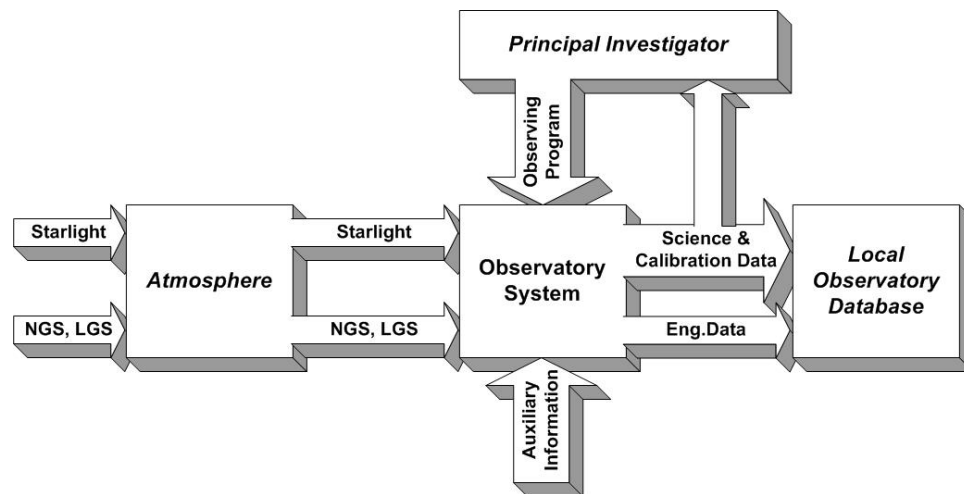 Principal Investigator
Observing
Program
Starlight
Starlight
Science &
Calibration Data
Atmosphere
Observatory
System
Local
Observatory
Database
NGS, LGS
NGS, LGS
Eng.Data
Auxiliary
Information